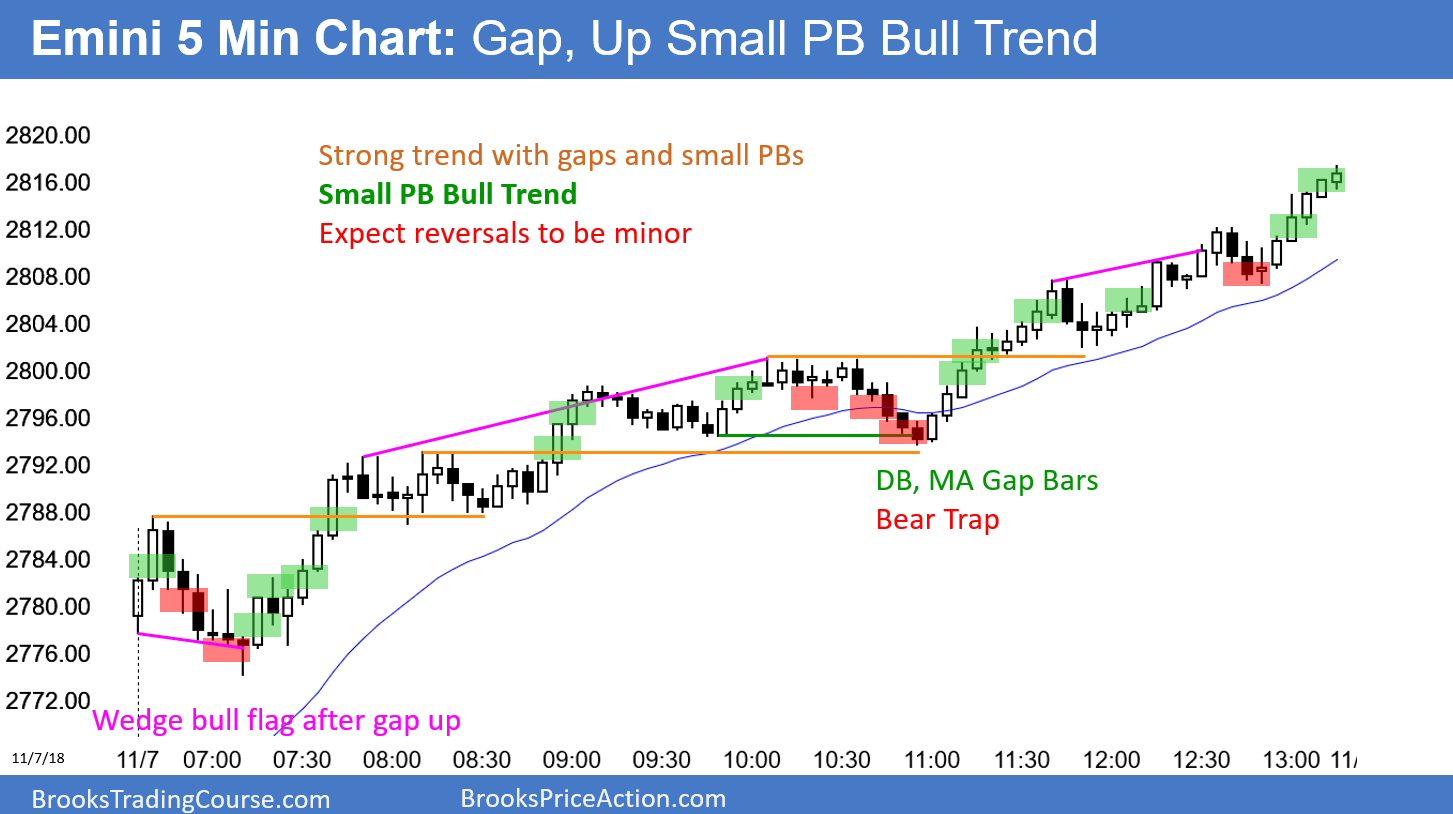 Emini 5 Min Chart: Gap, Up Small PB Bull Trend
2820.00
Strong trend with gaps and small PBs
2816.00
Small PB Bull Trend
2812.00
Expect reversals to be minor
2808.00
2804.00
2800.00
2796.00
2792.00
DB, MA Gap Bars
2788.00
Bear Trap
2784.00
2780.00
2776.00
2772.00
Wedge bull flag after gap up
11/7/18
11/7 07:00 07:30 08:00 08:30 09:00 09:30 10:00 10:30 11:00 11:30 12:00 12:30 13:00 11/
BrooksTradingCourse.com
BrooksPriceAction.com